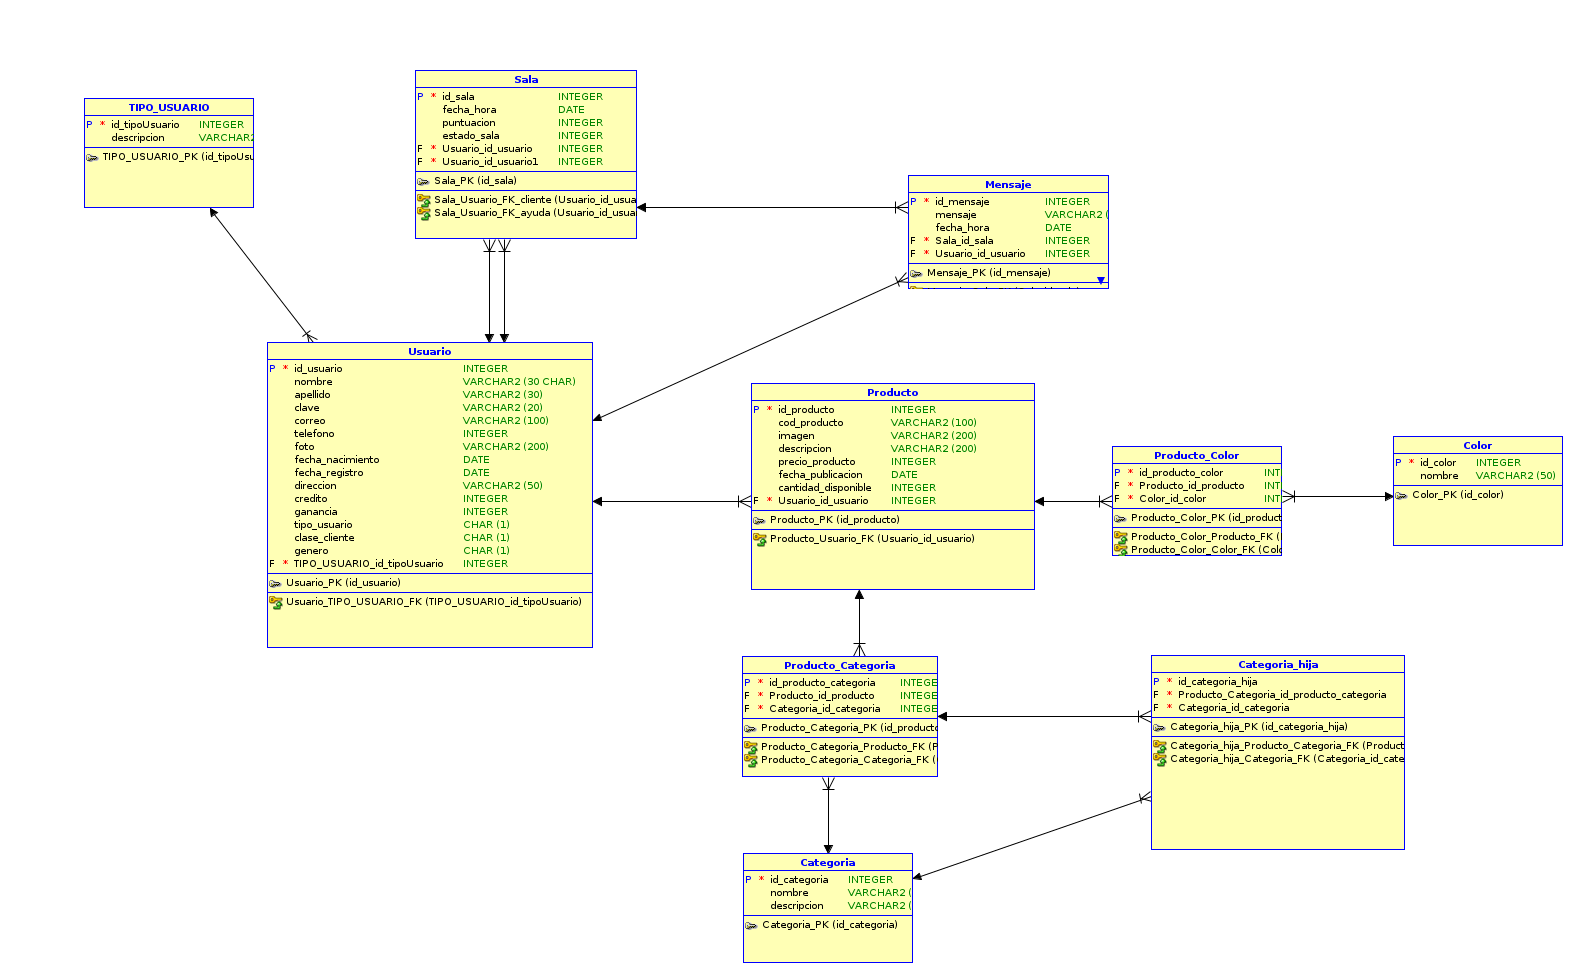 TIPO_USUARIO
P * id_tipoUsuario INTEGER
descripcion VARCHAR2
TIPO_USUARIO_PK (id_tipoUsu
Sala
P * id_sala INTEGER
fecha_hora DATE
puntuacion INTEGER
estado_sala INTEGER
F * Usuario_id_usuario INTEGER
F * Usuario_id_usuario1 INTEGER
Sala_PK (id_sala)
Sala_Usuario_FK_cliente (Usuario_id_usua
Sala_Usuario_FK_ayuda (Usuario_id_usua
Mensaje
P * id_mensaje INTEGER
mensaje VARCHAR2 (
fecha_hora DATE
F * Sala_id_sala INTEGER
F * Usuario_id_usuario INTEGER
Mensaje_PK (id_mensaje)
Usuario
P * id_usuario INTEGER
nombre VARCHAR2 (30 CHAR)
apellido VARCHAR2 (30)
clave VARCHAR2 (20)
correo VARCHAR2 (100)
telefono INTEGER
foto VARCHAR2 (200)
fecha_nacimiento DATE
fecha_registro DATE
direccion VARCHAR2 (50)
credito INTEGER
ganancia INTEGER
tipo_usuario CHAR (1)
clase_cliente CHAR (1)
genero CHAR (1)
F * TIPO_USUARIO_id_tipoUsuario INTEGER
Usuario_PK (id_usuario)
Usuario_TIPO_USUARIO_FK (TIPO_USUARIO_id_tipoUsuario)
Producto
P * id_producto INTEGER
cod_producto VARCHAR2 (100)
imagen VARCHAR2 (200)
descripcion VARCHAR2 (200)
precio_producto INTEGER
fecha_publicacion DATE
cantidad_disponible INTEGER
F * Usuario_id_usuario INTEGER
Producto_PK (id_producto)
Producto_Usuario_FK (Usuario_id_usuario)
Producto_Color
P * id_producto_color INT
F * Producto_id_producto INT
F * Color_id_color INT
Producto_Color_PK (id_product
Producto_Color_Producto_FK (
Producto_Color_Color_FK (Colo
Color
P * id_color INTEGER
nombre VARCHAR2 (50)
Color_PK (id_color)
Producto_Categoria
P * id_producto_categoria INTEGE
F * Producto_id_producto INTEGE
F * Categoria_id_categoria INTEGE
Producto_Categoria_PK (id_producto
Producto_Categoria_Producto_FK (P
Producto_Categoria_Categoria_FK (
Categoria_hija
P * id_categoria_hija
F * Producto_Categoria_id_producto_categoria
F * Categoria_id_categoria
Categoria_hija_PK (id_categoria_hija)
Categoria_hija_Producto_Categoria_FK (Product
Categoria_hija_Categoria_FK (Categoria_id_cate
Categoria
P * id_categoria INTEGER
nombre VARCHAR2 (
descripcion VARCHAR2 (
Categoria_PK (id_categoria)